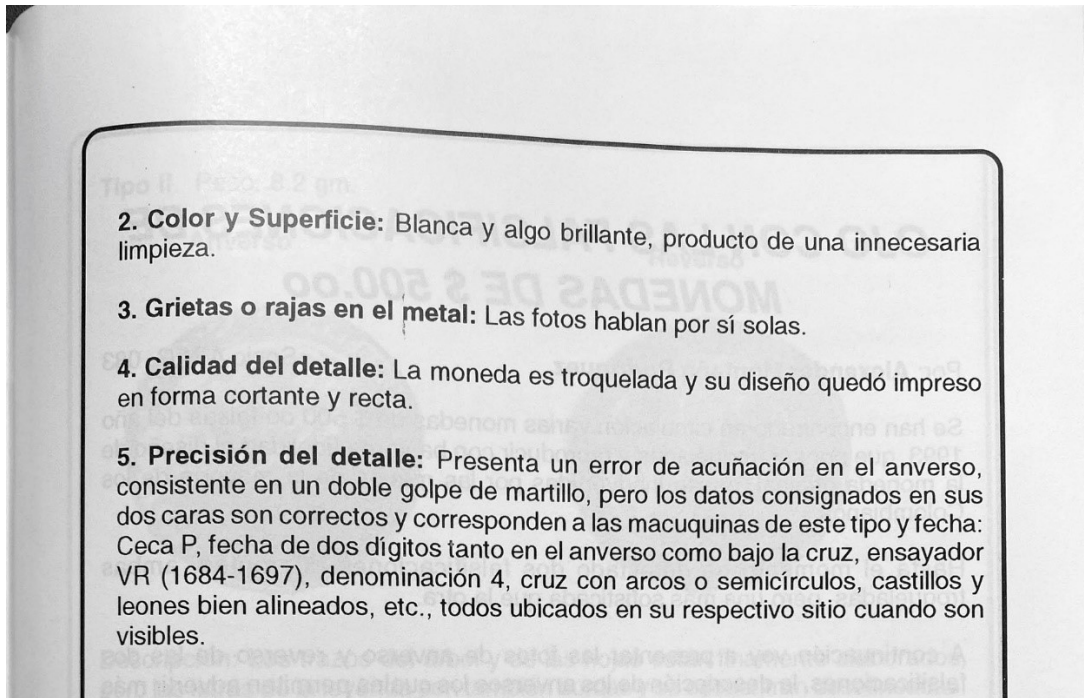 2. Color y Superficie: Blanca y algo brillante, producto de una innecesaria
limpieza.
3. Grietas o rajas en el metal: Las fotos hablan por sí solas.
4. Calidad del detalle: La moneda es troquelada y su diseño quedó impreso
en forma cortante y recta.
5. Precisión del detalle: Presenta un error de acuñación en el anverso,
consistente en un doble golpe de martillo, pero los datos consignados en sus
dos caras son correctos y corresponden a las macuquinas de este tipo y fecha:
Ceca P, fecha de dos dígitos tanto en el anverso como bajo la cruz, ensayador
VR (1684-1697), denominación 4, cruz con arcos o semicírculos, castillos y
leones bien alineados, etc., todos ubicados en su respectivo sitio cuando son
visibles.